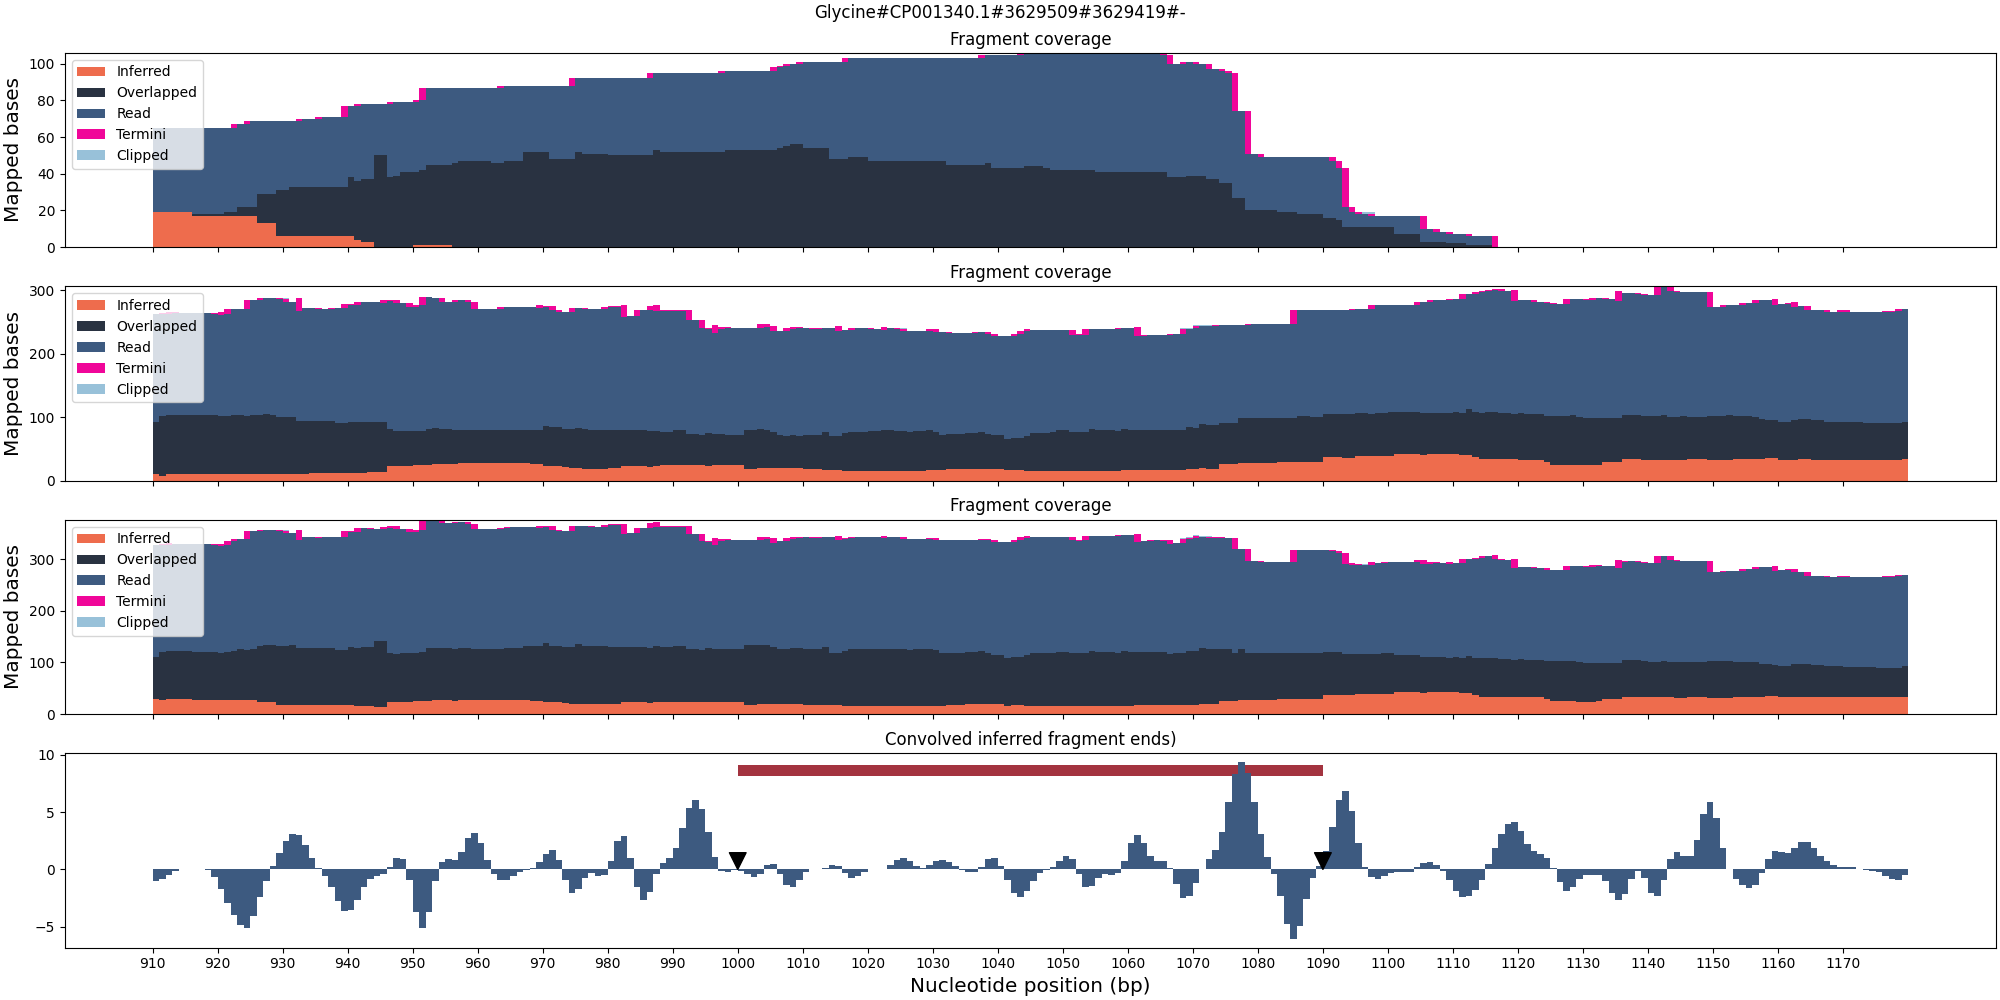 Glycine#CP001340.1#3629509#3629419#-
Fragment coverage
Mapped bases
100
80
60
40
20
0
Inferred
Overlapped
Read
Termini
Clipped
Fragment coverage
Mapped bases
300
200
100
0
Inferred
Overlapped
Read
Termini
Clipped
Fragment coverage
Mapped bases
300
200
100
0
Inferred
Overlapped
Read
Termini
Clipped
Convolved inferred fragment ends)
10
5
0
−5
910 920 930 940 950 960 970 980 990 1000 1010 1020 1030 1040 1050 1060 1070 1080 1090 1100 1110 1120 1130 1140 1150 1160 1170
Nucleotide position (bp)